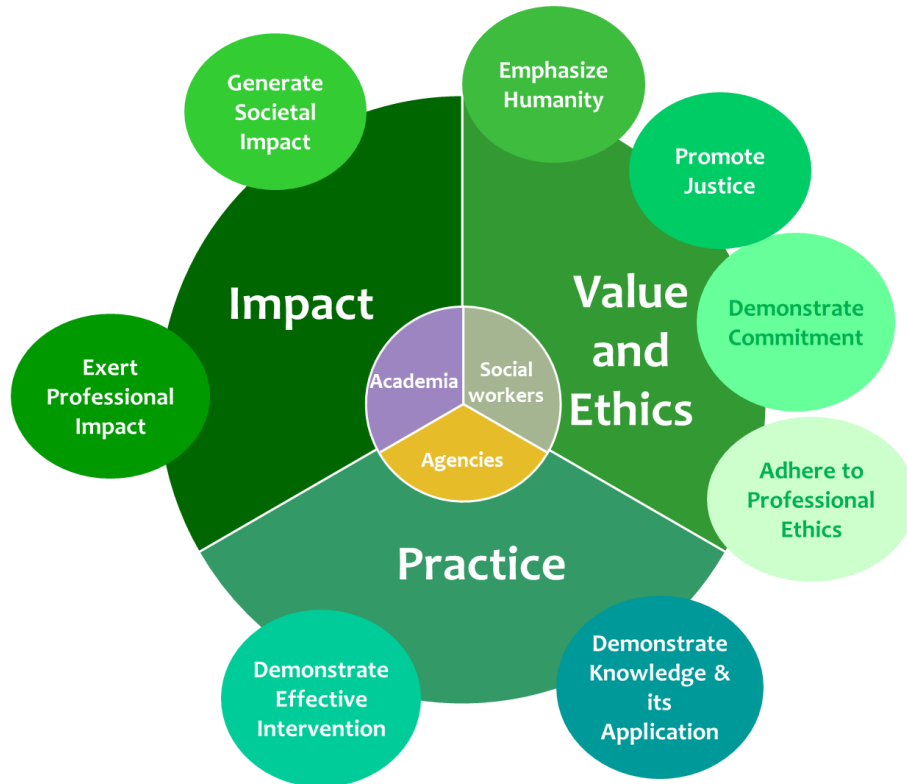 Generate
Societal
Impact
Emphasize
Humanity
Promote
Justice
Impact
Value
and
Ethics
Demonstrate
Commitment
Exert
Professional
Impact
Academia
Social
workers
Agencies
Adhere to
Professional
Ethics
Practice
Demonstrate
Effective
Intervention
Demonstrate
Knowledge &
its
Application